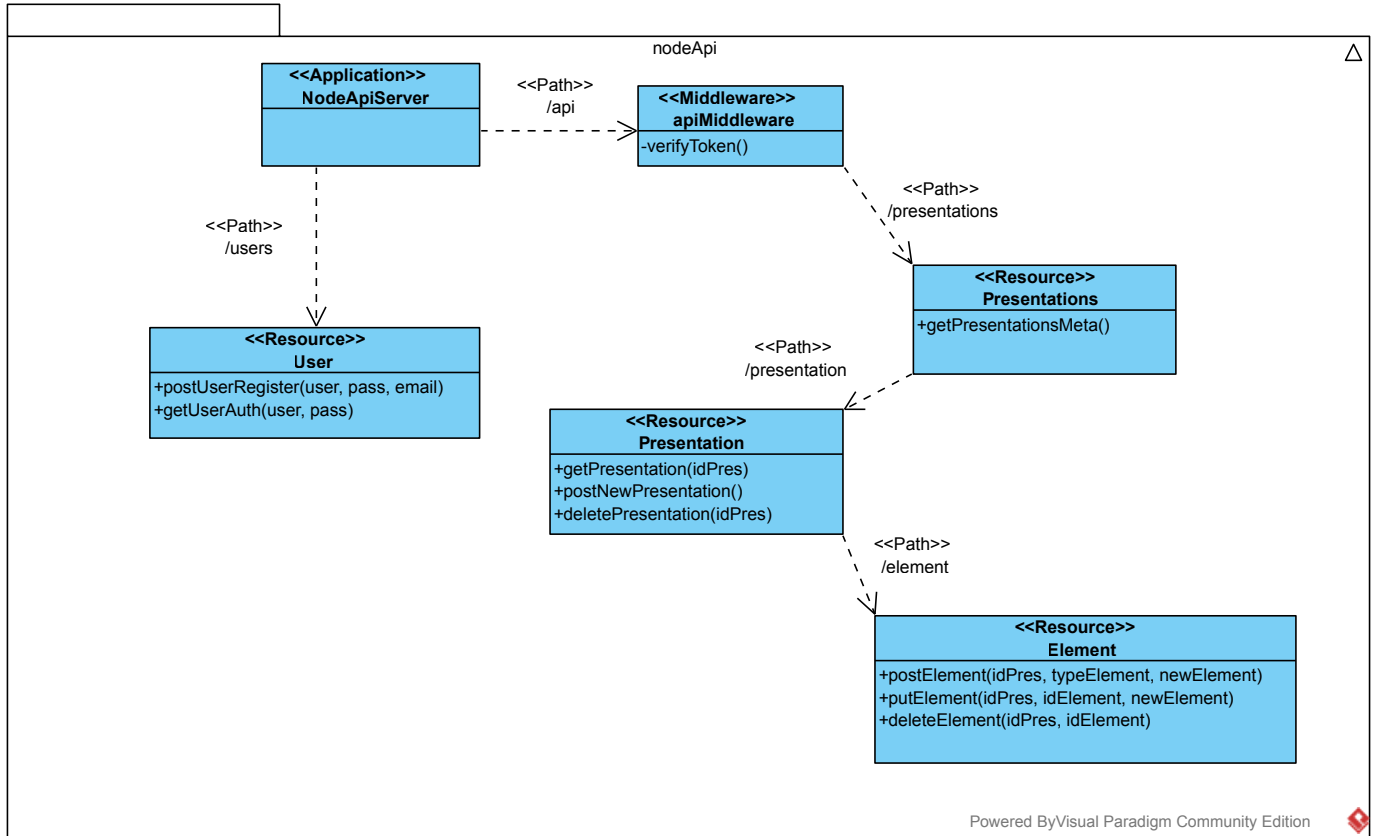 nodeApi
<<Application>>
NodeApiServer
<<Path>>
/api
<<Middleware>>
apiMiddleware
-verifyToken()
<<Path>>
/users
<<Path>>
/presentations
<<Resource>>
User
+postUserRegister(user, pass, email)
+getUserAuth(user, pass)
<<Resource>>
Presentations
+getPresentationsMeta()
<<Path>>
/presentation
<<Resource>>
Presentation
+getPresentation(idPres)
+postNewPresentation()
+deletePresentation(idPres)
<<Path>>
/element
<<Resource>>
Element
+postElement(idPres, typeElement, newElement)
+putElement(idPres, idElement, newElement)
+deleteElement(idPres, idElement)
Powered ByVisual Paradigm Community Edition